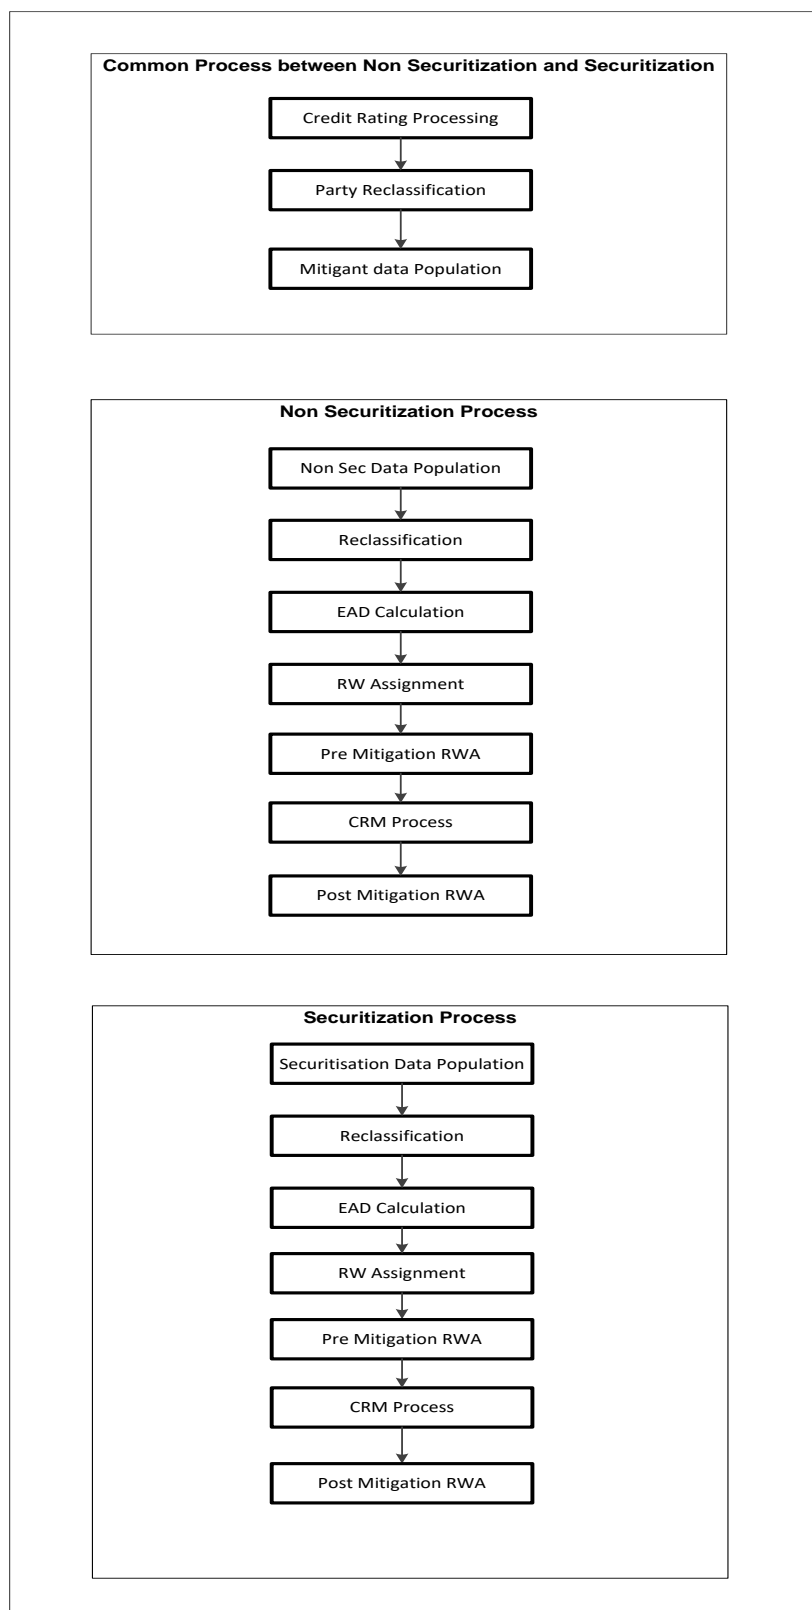 Common Process between Non Securitization and Securitization
Credit Rating Processing
Party Reclassification
Mitigant data Population
Non Securitization Process
Non Sec Data Population
Reclassification
EAD Calculation
RW Assignment
Pre Mitigation RWA
CRM Process
Post Mitigation RWA
Securitization Process
Securitisation Data Population
Reclassification
EAD Calculation
RW Assignment
Pre Mitigation RWA
CRM Process
Post Mitigation RWA